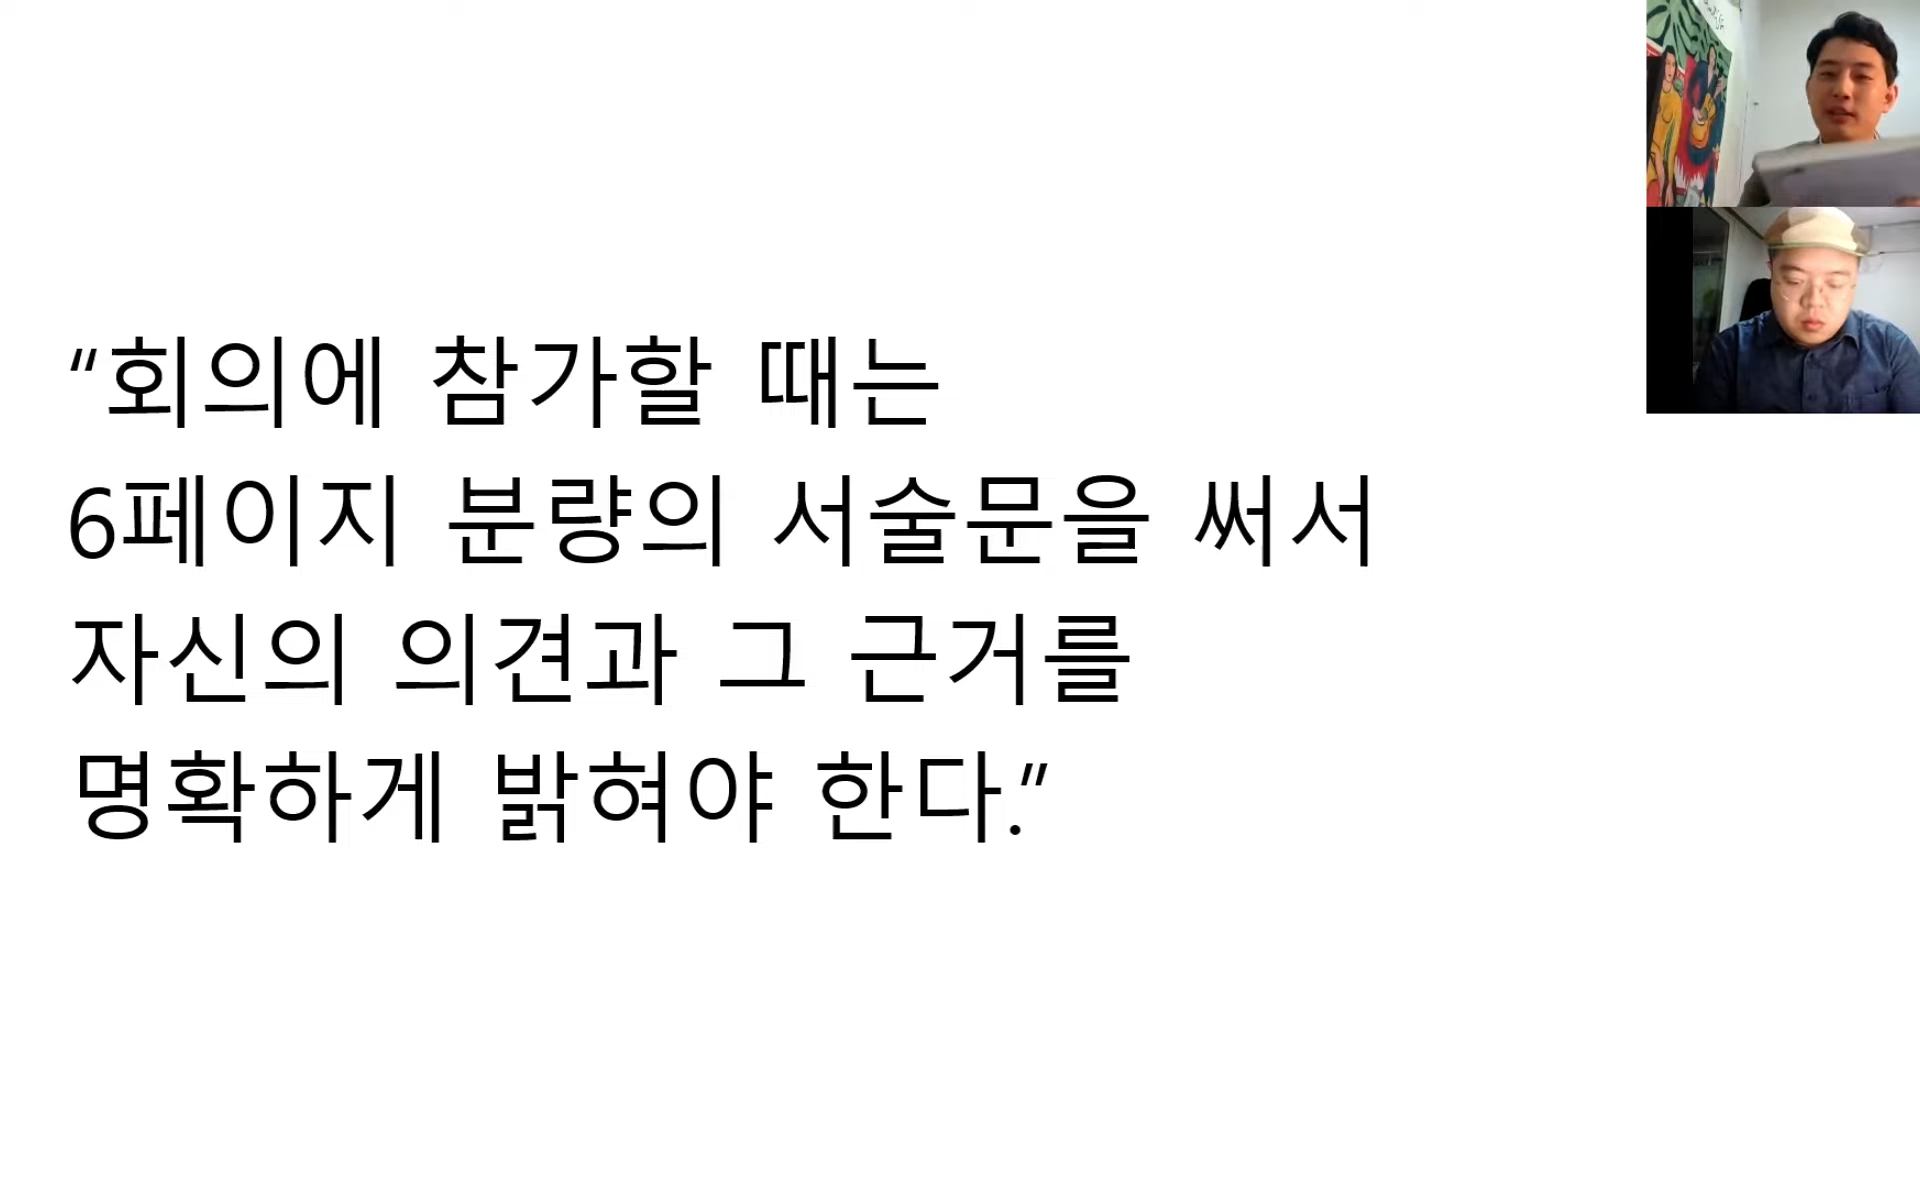 “회의에 참가할 때는
6페이지 분량의 서술문을 써서
자신의 의견과 그 근거를
명확하게 밝혀야 한다.”